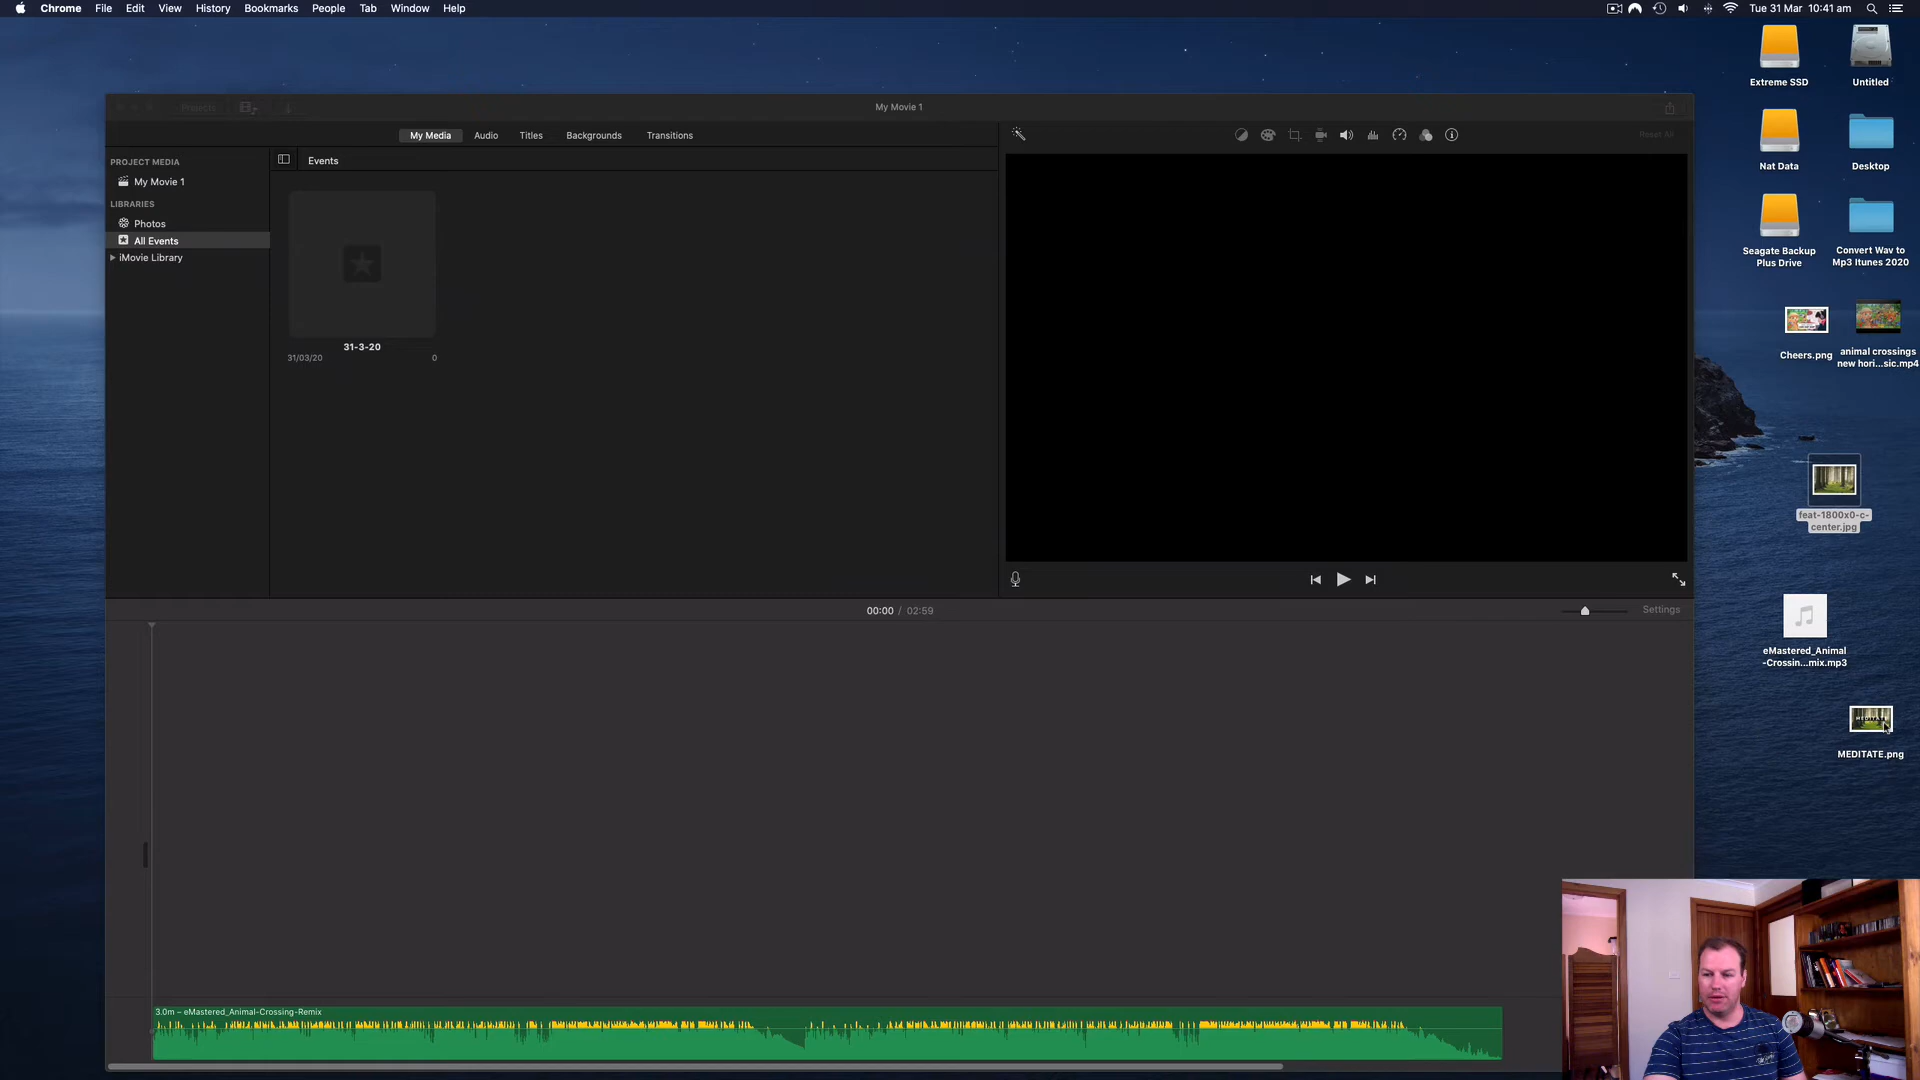 Chrome File Edit View History Bookmarks People Tab Window Help
Tue 31 Mar 10:41 am
Extreme SSD
Untitled
Projects
My Movie 1
My Media Audio Titles Backgrounds Transitions
Reset All
Nat Data
Desktop
PROJECT MEDIA
Events
My Movie 1
LIBRARIES
Photos
All Events
iMovie Library
Seagate Backup
Plus Drive
Convert Wav to
Mp3 Itunes 2020
31-3-20
31/03/20 0
Cheers.png
animal crossings
new hori...sic.mp4
feat-1800x0-c-
center.jpg
00:00 / 02:59
Settings
eMastered_Animal
-Crossin...mix.mp3
MEDITATE
MEDITATE.png
3.0m – eMastered_Animal-Crossing-Remix